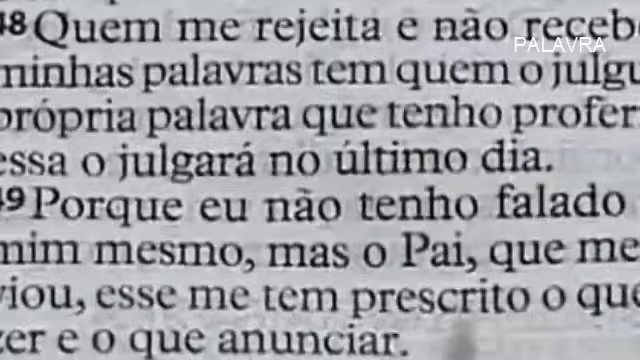 48 Quem me rejeita e não receb
PALAVRA
minhas palavras tem quem o julgu
própria palavra que tenho profer
essa o julgará no último dia.
49 Porque eu não tenho falado
mim mesmo, mas o Pai, que me
viou, esse me tem prescrito o que
zer e o que anunciar.